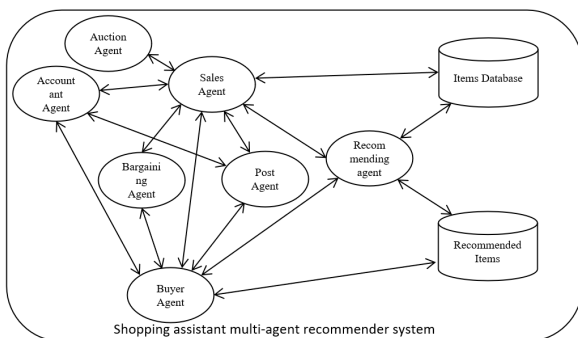 Auction
Agent
Account
ant
Agent
Sales
Agent
Items Database
Bargaini
ng
Agent
Post
Agent
Recom
mending
agent
Recommended
Items
Buyer
Agent
Shopping assistant multi-agent recommender system